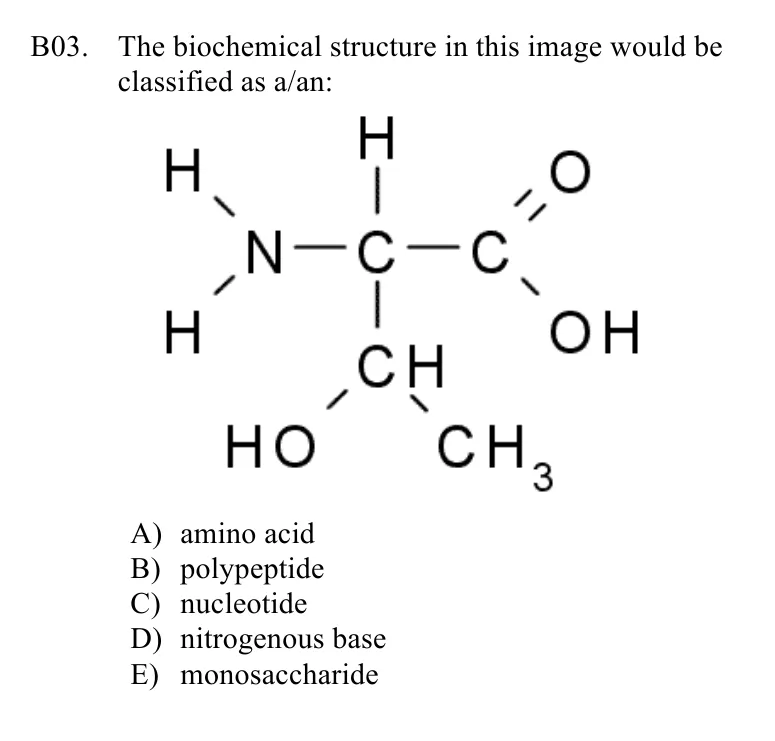 B03. The biochemical structure in this image would be
classified as a/an:
H
H O
N C C
H OH
CH
HO CH₃
A) amino acid
B) polypeptide
C) nucleotide
D) nitrogenous base
E) monosaccharide